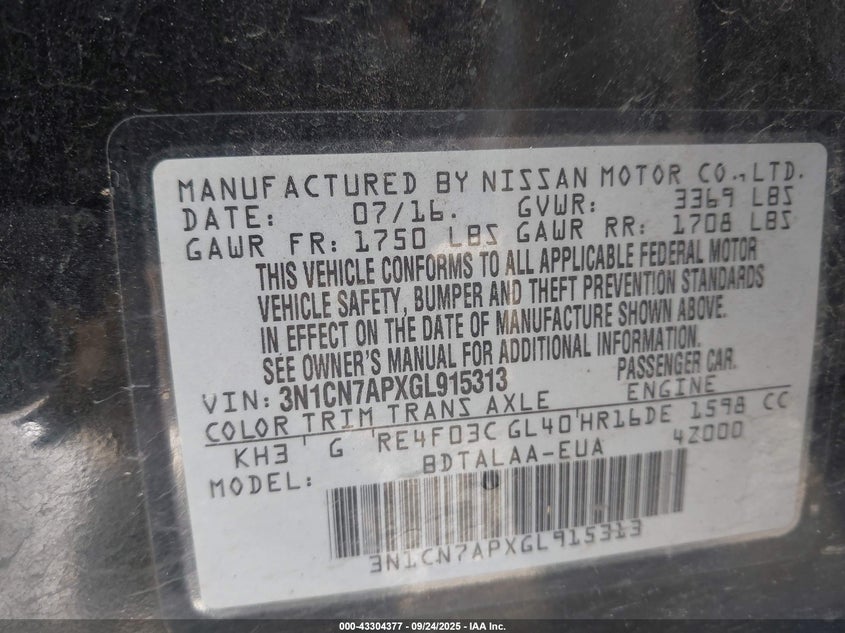 MANUFACTURED BY NISSAN MOTOR CO., LTD.
DATE: 07/16. GVWR: 3369 LBS
GAWR FR: 1750 LBS GAWR RR: 1708 LBS
THIS VEHICLE CONFORMS TO ALL APPLICABLE FEDERAL MOTOR
VEHICLE SAFETY, BUMPER AND THEFT PREVENTION STANDARDS
IN EFFECT ON THE DATE OF MANUFACTURE SHOWN ABOVE.
SEE OWNER'S MANUAL FOR ADDITIONAL INFORMATION.
VIN: 3N1CN7APXGL915313 PASSENGER CAR.
COLOR TRIM TRANS AXLE ENGINE
KH3 ' G 'RE4F03C GL40'HR16DE 1598 CC
MODEL: BDTALAA-EUA 4Z000
3N1CN7APXGL915313
000-43304377 - 09/24/2025 - IAA Inc.